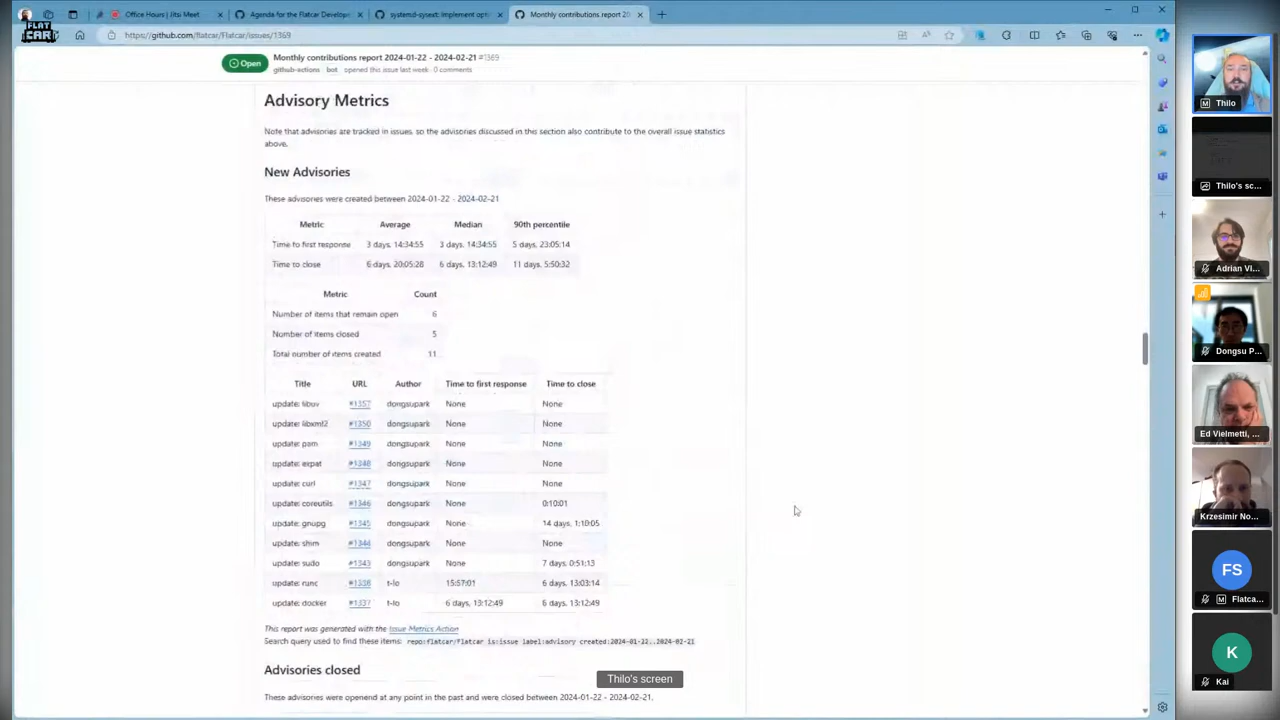 Office Hours | Jitsi Meet
Agenda for the Flatcar Develope
systemd-sysext: Implement opti
Monthly contributions report 20
FLAT CAR
https://github.com/flatcar/Flatcar/issues/1369
Open
Monthly contributions report 2024-01-22 - 2024-02-21 #1369
github-actions bot opened this issue last week · 0 comments
Advisory Metrics
Note that advisories are tracked in issues, so the advisories discussed in this section also contribute to the overall issue statistics
above.
New Advisories
These advisories were created between 2024-01-22 - 2024-02-21
Metric Average Median 90th percentile
Time to first response 3 days, 14:34:55 3 days, 14:34:55 5 days, 23:05:14
Time to close 6 days, 20:05:28 6 days, 13:12:49 11 days, 5:50:32
Metric Count
Number of items that remain open 6
Number of items closed 5
Total number of items created 11
Title URL Author Time to first response Time to close
update: libuv #1357 dongsupark None None
update: libxml2 #1350 dongsupark None None
update: pam #1349 dongsupark None None
update: expat #1348 dongsupark None None
update: curl #1347 dongsupark None None
update: coreutils #1346 dongsupark None 0:10:01
update: gnupg #1345 dongsupark None 14 days, 1:18:05
update: shim #1344 dongsupark None None
update: sudo #1343 dongsupark None 7 days, 0:51:13
update: runc #1338 t-lo 15:57:01 6 days, 13:03:14
update: docker #1337 t-lo 6 days, 13:12:49 6 days, 13:12:49
This report was generated with the Issue Metrics Action
Search query used to find these items: repo:flatcar/Flatcar is:issue label:advisory created:2024-01-22..2024-02-21
Advisories closed
These advisories were openend at any point in the past and were closed between 2024-01-22 - 2024-02-21.
Thilo's screen
M Thilo
Thilo's sc...
Adrian Vl...
Dongsu P...
Ed Vielmetti, ...
Krzesimir No...
FS
M Flatca...
K
Kai